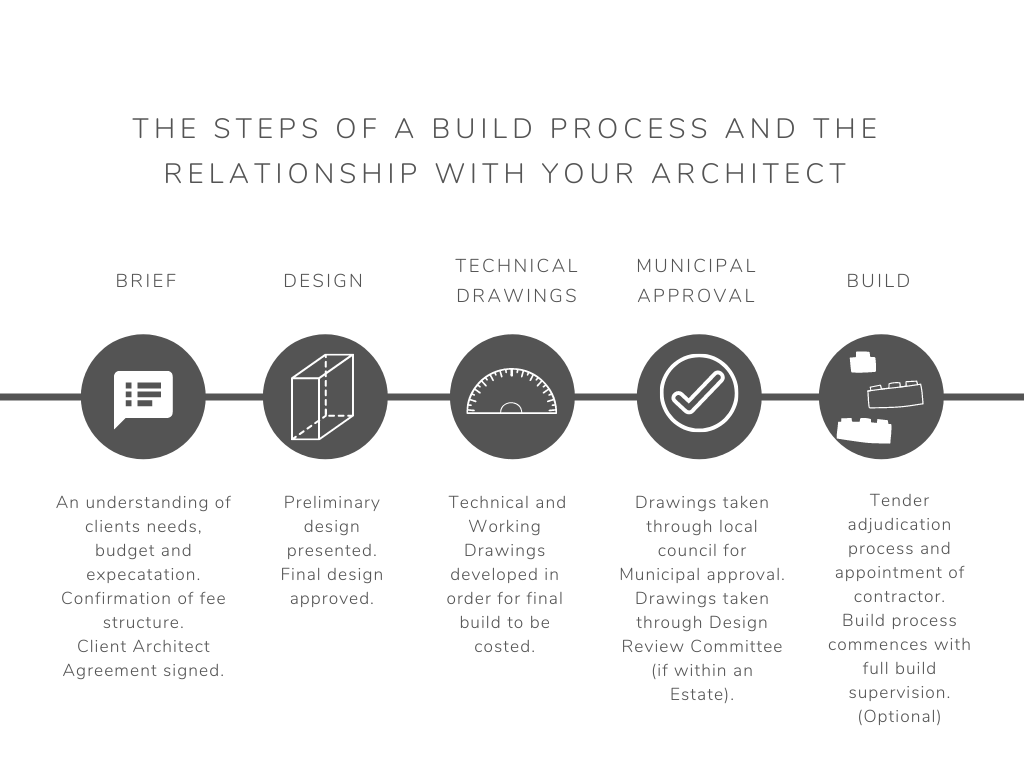 THE STEPS OF A BUILD PROCESS AND THE
RELATIONSHIP WITH YOUR ARCHITECT
BRIEF
An understanding of
clients needs,
budget and
expecatation.
Confirmation of fee
structure.
Client Architect
Agreement signed.
DESIGN
Preliminary
design
presented.
Final design
approved.
TECHNICAL
DRAWINGS
Technical and
Working
Drawings
developed in
order for final
build to be
costed.
MUNICIPAL
APPROVAL
Drawings taken
through local
council for
Municipal approval.
Drawings taken
through Design
Review Committee
(if within an
Estate).
BUILD
Tender
adjudication
process and
appointment of
contractor.
Build process
commences with
full build
supervision.
(Optional)